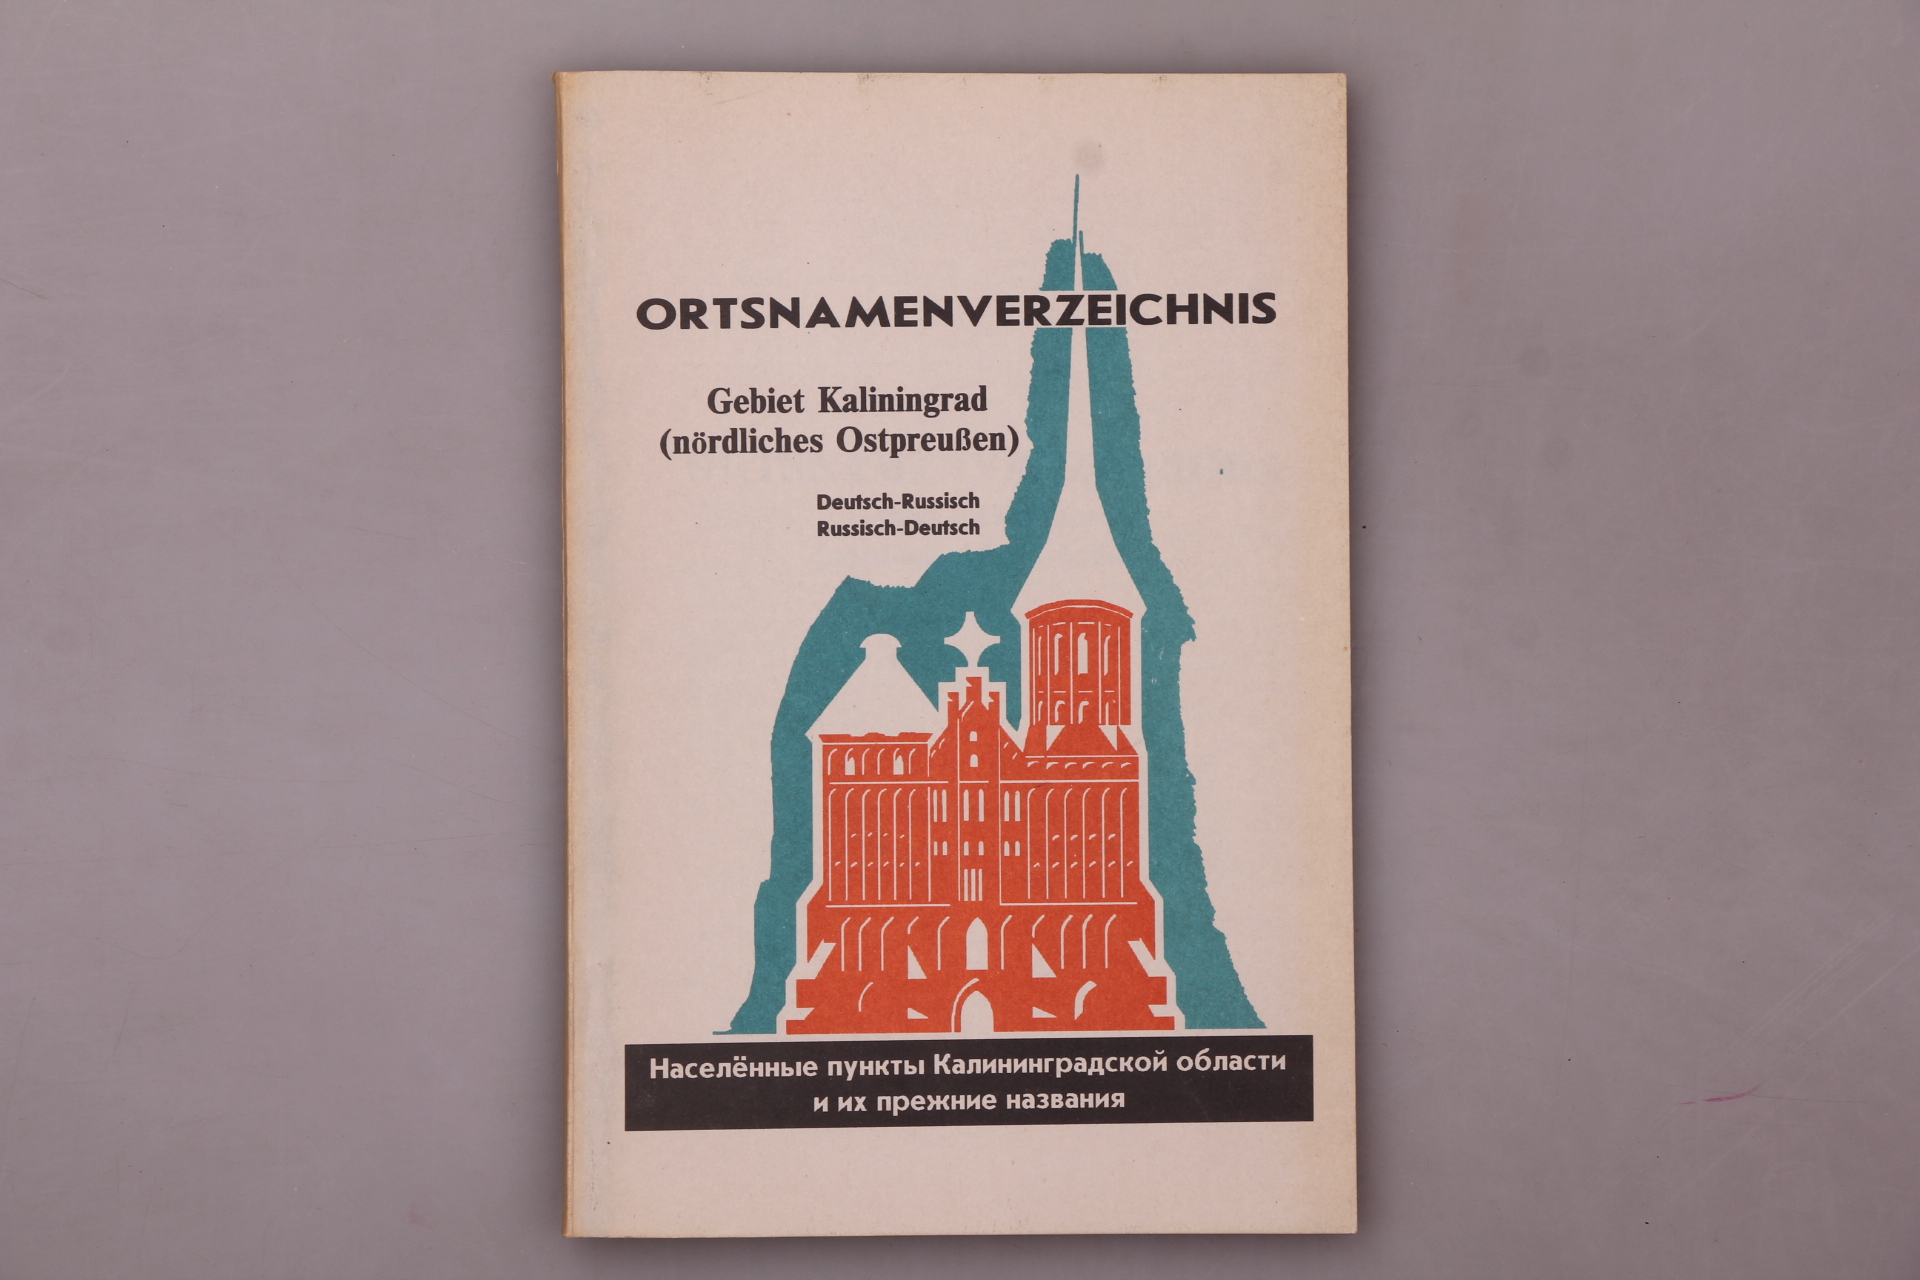 ORTSNAMENVERZEICHNIS
Gebiet Kaliningrad
(nördliches Ostpreußen)
Deutsch-Russisch
Russisch-Deutsch
Населённые пункты Калининградской области
и их прежние названия